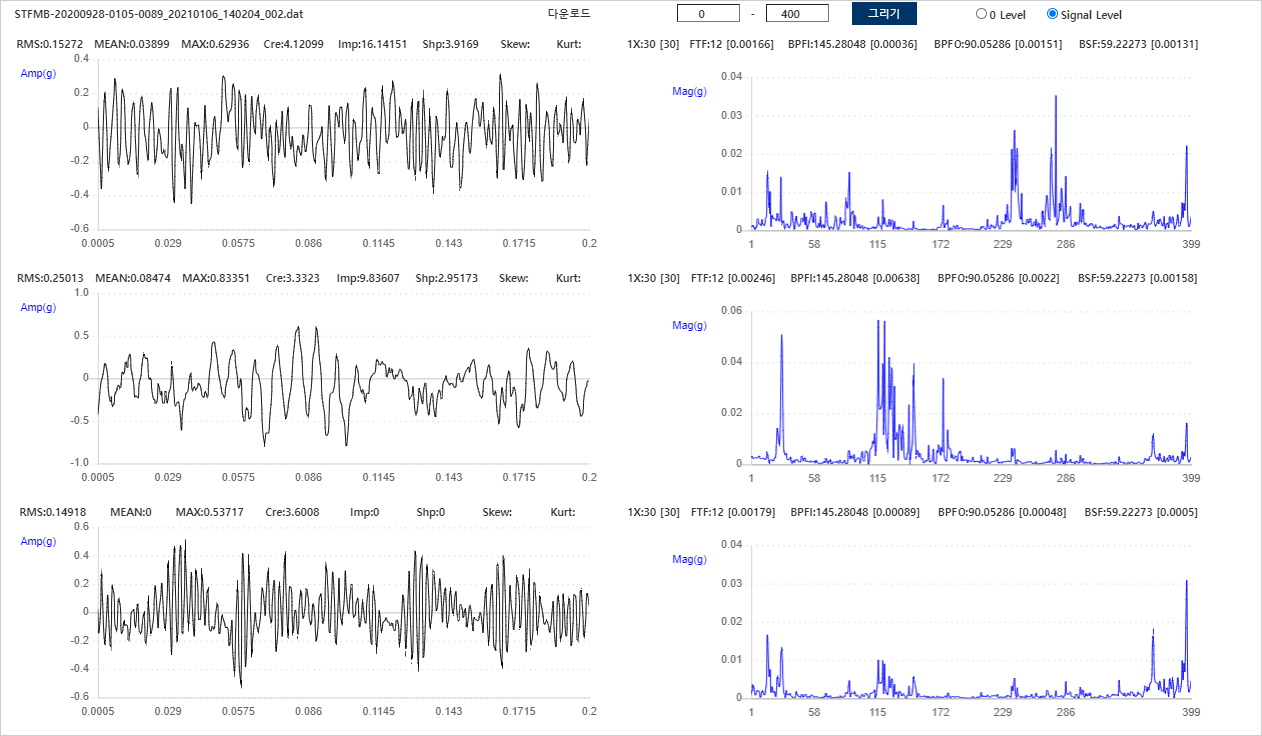 STFMB-20200928-0105-0089_20210106_140204_002.dat 다운로드 0 - 400 그리기 0 Level Signal Level
RMS:0.15272 MEAN:0.03899 MAX:0.62936 Cre:4.12099 Imp:16.14151 Shp:3.9169 Skew: Kurt: 1X:30 [30] FTF:12 [0.00166] BPFI:145.28048 [0.00036] BPFO:90.05286 [0.00151] BSF:59.22273 [0.00131]
Amp(g)
0.4
0.2
0
-0.2
-0.4
-0.6
0.0005 0.029 0.0575 0.086 0.1145 0.143 0.1715 0.2
Mag(g)
0.04
0.03
0.02
0.01
0
1 58 115 172 229 286 399
RMS:0.25013 MEAN:0.08474 MAX:0.83351 Cre:3.3323 Imp:9.83607 Shp:2.95173 Skew: Kurt: 1X:30 [30] FTF:12 [0.00246] BPFI:145.28048 [0.00638] BPFO:90.05286 [0.0022] BSF:59.22273 [0.00158]
Amp(g)
1.0
0.5
0
-0.5
-1.0
0.0005 0.029 0.0575 0.086 0.1145 0.143 0.1715 0.2
Mag(g)
0.06
0.04
0.02
0
1 58 115 172 229 286 399
RMS:0.14918 MEAN:0 MAX:0.53717 Cre:3.6008 Imp:0 Shp:0 Skew: Kurt: 1X:30 [30] FTF:12 [0.00179] BPFI:145.28048 [0.00089] BPFO:90.05286 [0.00048] BSF:59.22273 [0.0005]
Amp(g)
0.6
0.4
0.2
0
-0.2
-0.4
-0.6
0.0005 0.029 0.0575 0.086 0.1145 0.143 0.1715 0.2
Mag(g)
0.04
0.03
0.02
0.01
0
1 58 115 172 229 286 399